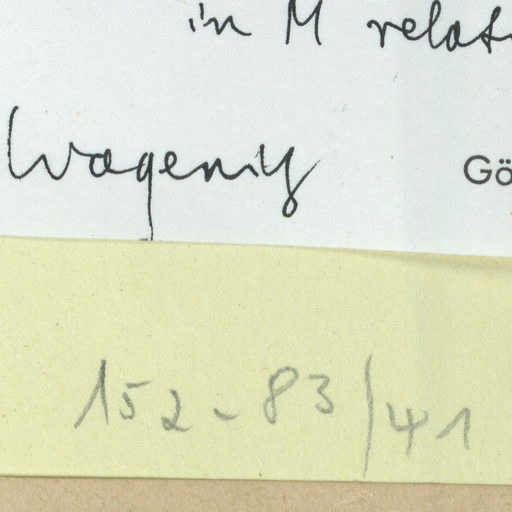 in M relat
Wagenitz
Gö
152-83/41